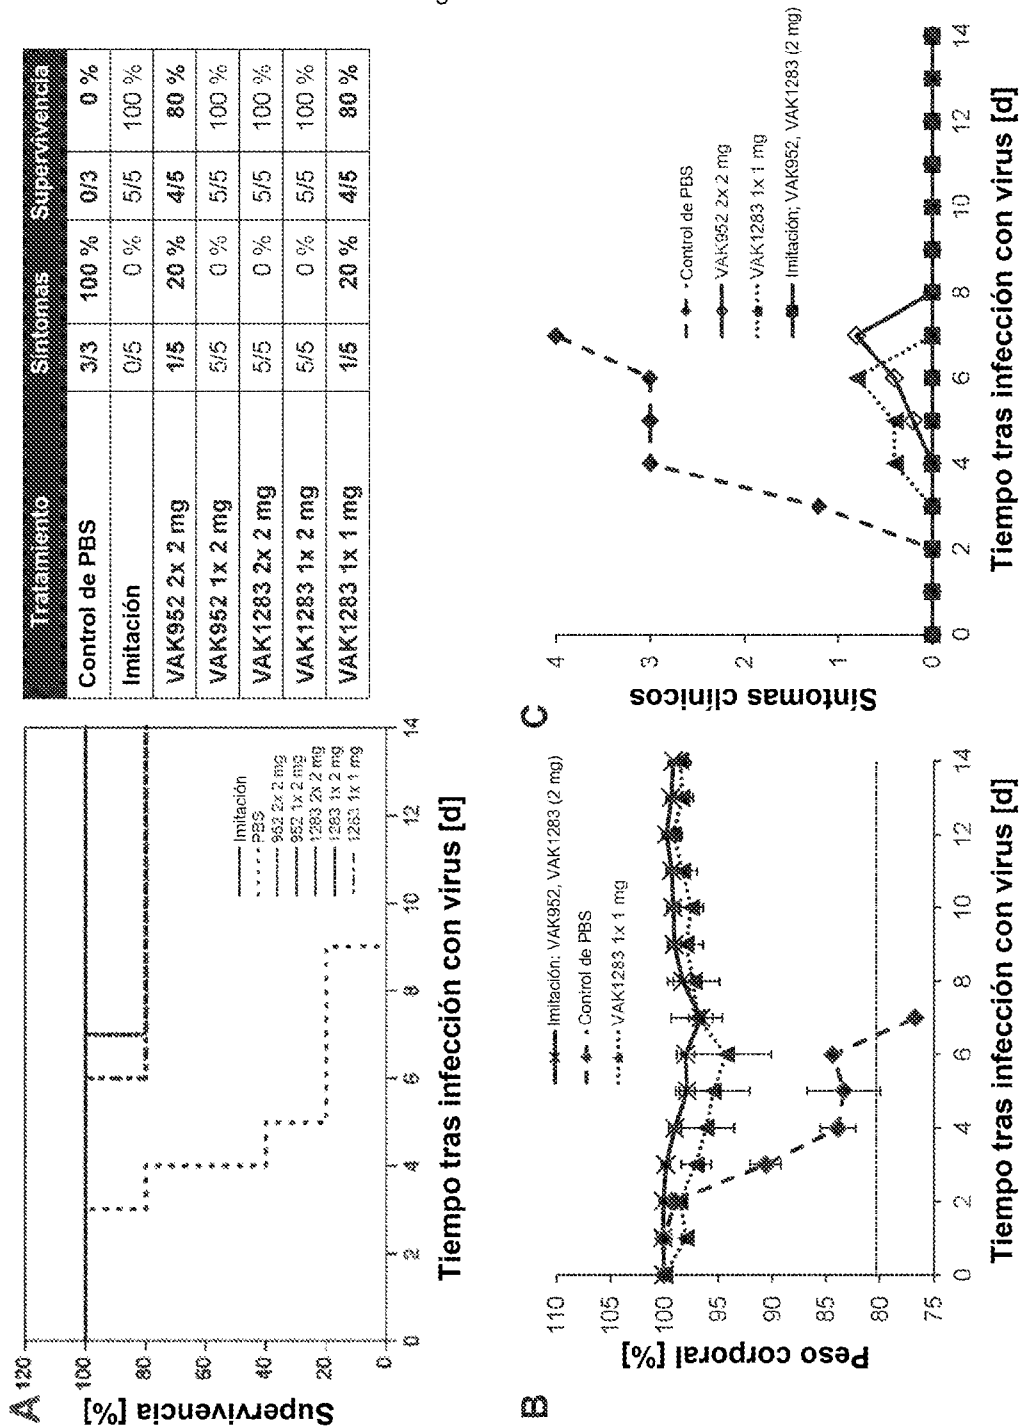 A
Supervivencia [%]
120
100
80
60
40
20
0
0 2 4 6 8 10 12 14
Tiempo tras infección con virus [d]
Imitación
PBS
952 2x 2 mg
952 1x 2 mg
1283 2x 2 mg
1283 1x 2 mg
1283 1x 1 mg
Tratamiento Síntomas Supervivencia
Control de PBS 3/3 100 % 0/3 0 %
Imitación 0/5 0 % 5/5 100 %
VAK952 2x 2 mg 1/5 20 % 4/5 80 %
VAK952 1x 2 mg 5/5 0 % 5/5 100 %
VAK1283 2x 2 mg 5/5 0 % 5/5 100 %
VAK1283 1x 2 mg 5/5 0 % 5/5 100 %
VAK1283 1x 1 mg 1/5 20 % 4/5 80 %
B
Peso corporal [%]
110
105
100
95
90
85
80
75
0 2 4 6 8 10 12 14
Tiempo tras infección con virus [d]
Imitación; VAK952, VAK1283 (2 mg)
Control de PBS
VAK1283 1x 1 mg
C
Síntomas clínicos
4
3
2
1
0
0 2 4 6 8 10 12 14
Tiempo tras infección con virus [d]
Control de PBS
VAK952 2x 2 mg
VAK1283 1x 1 mg
Imitación; VAK952, VAK1283 (2 mg)